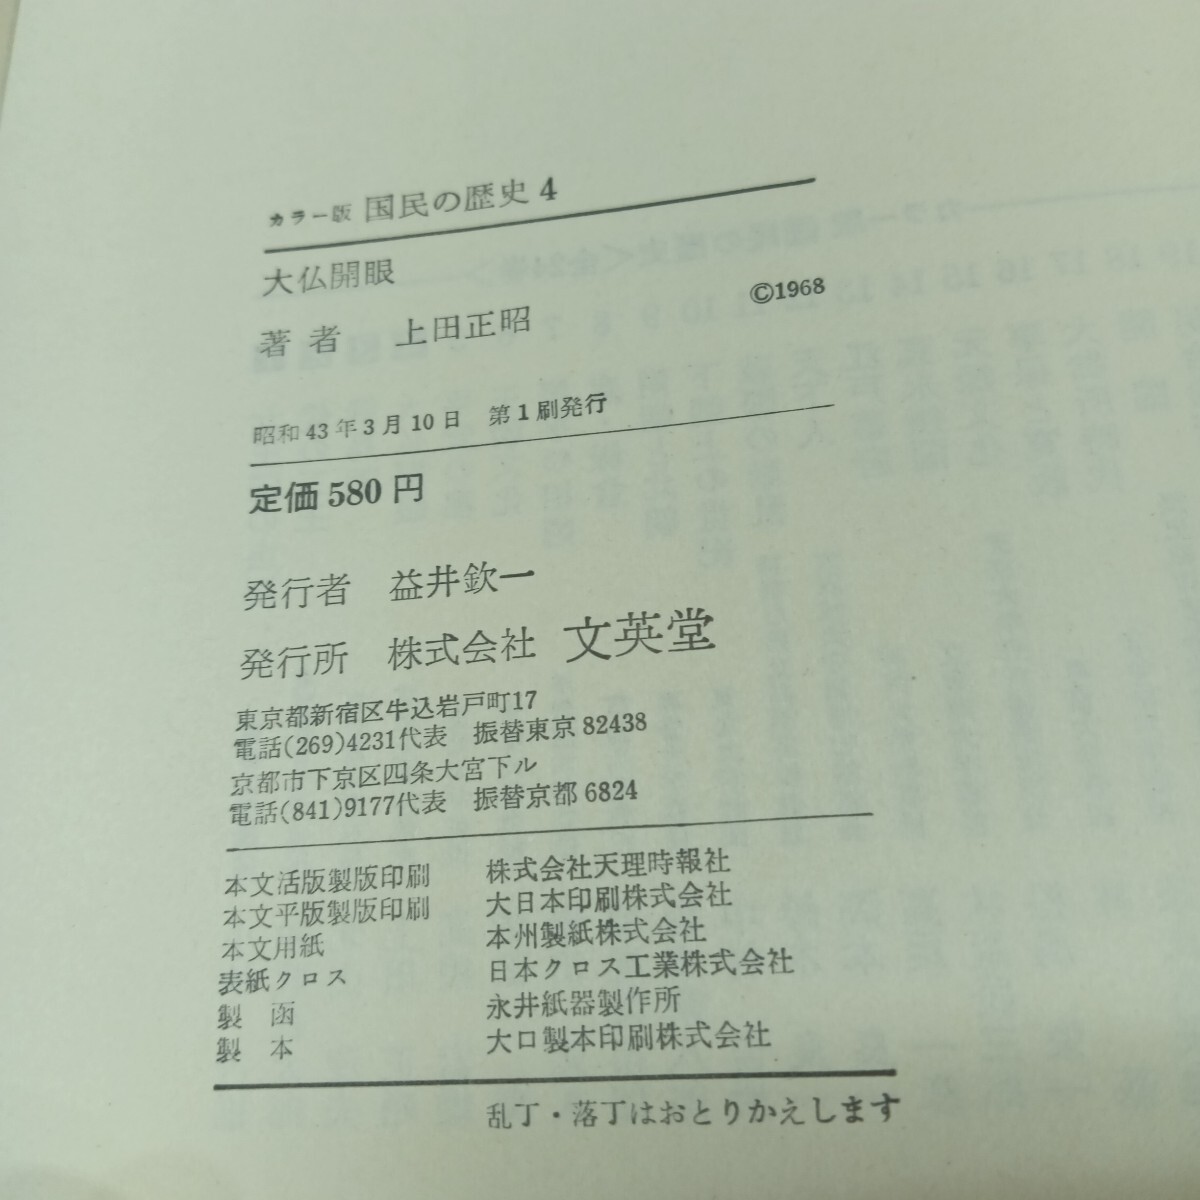 カラー版 国民の歴史 4
大仏開眼
著者 上田正昭 ©1968
昭和43年3月10日 第1刷発行
定価580円
発行者 益井欽一
発行所 株式会社 文英堂
東京都新宿区牛込岩戸町17
電話(269)4231代表 振替東京82438
京都市下京区四条大宮下ル
電話(841)9177代表 振替京都6824
本文活版製版印刷 株式会社天理時報社
本文平版製版印刷 大日本印刷株式会社
本文用紙 本州製紙株式会社
表紙クロス 日本クロス工業株式会社
製函 永井紙器製作所
製本 大口製本印刷株式会社
乱丁・落丁はおとりかえします